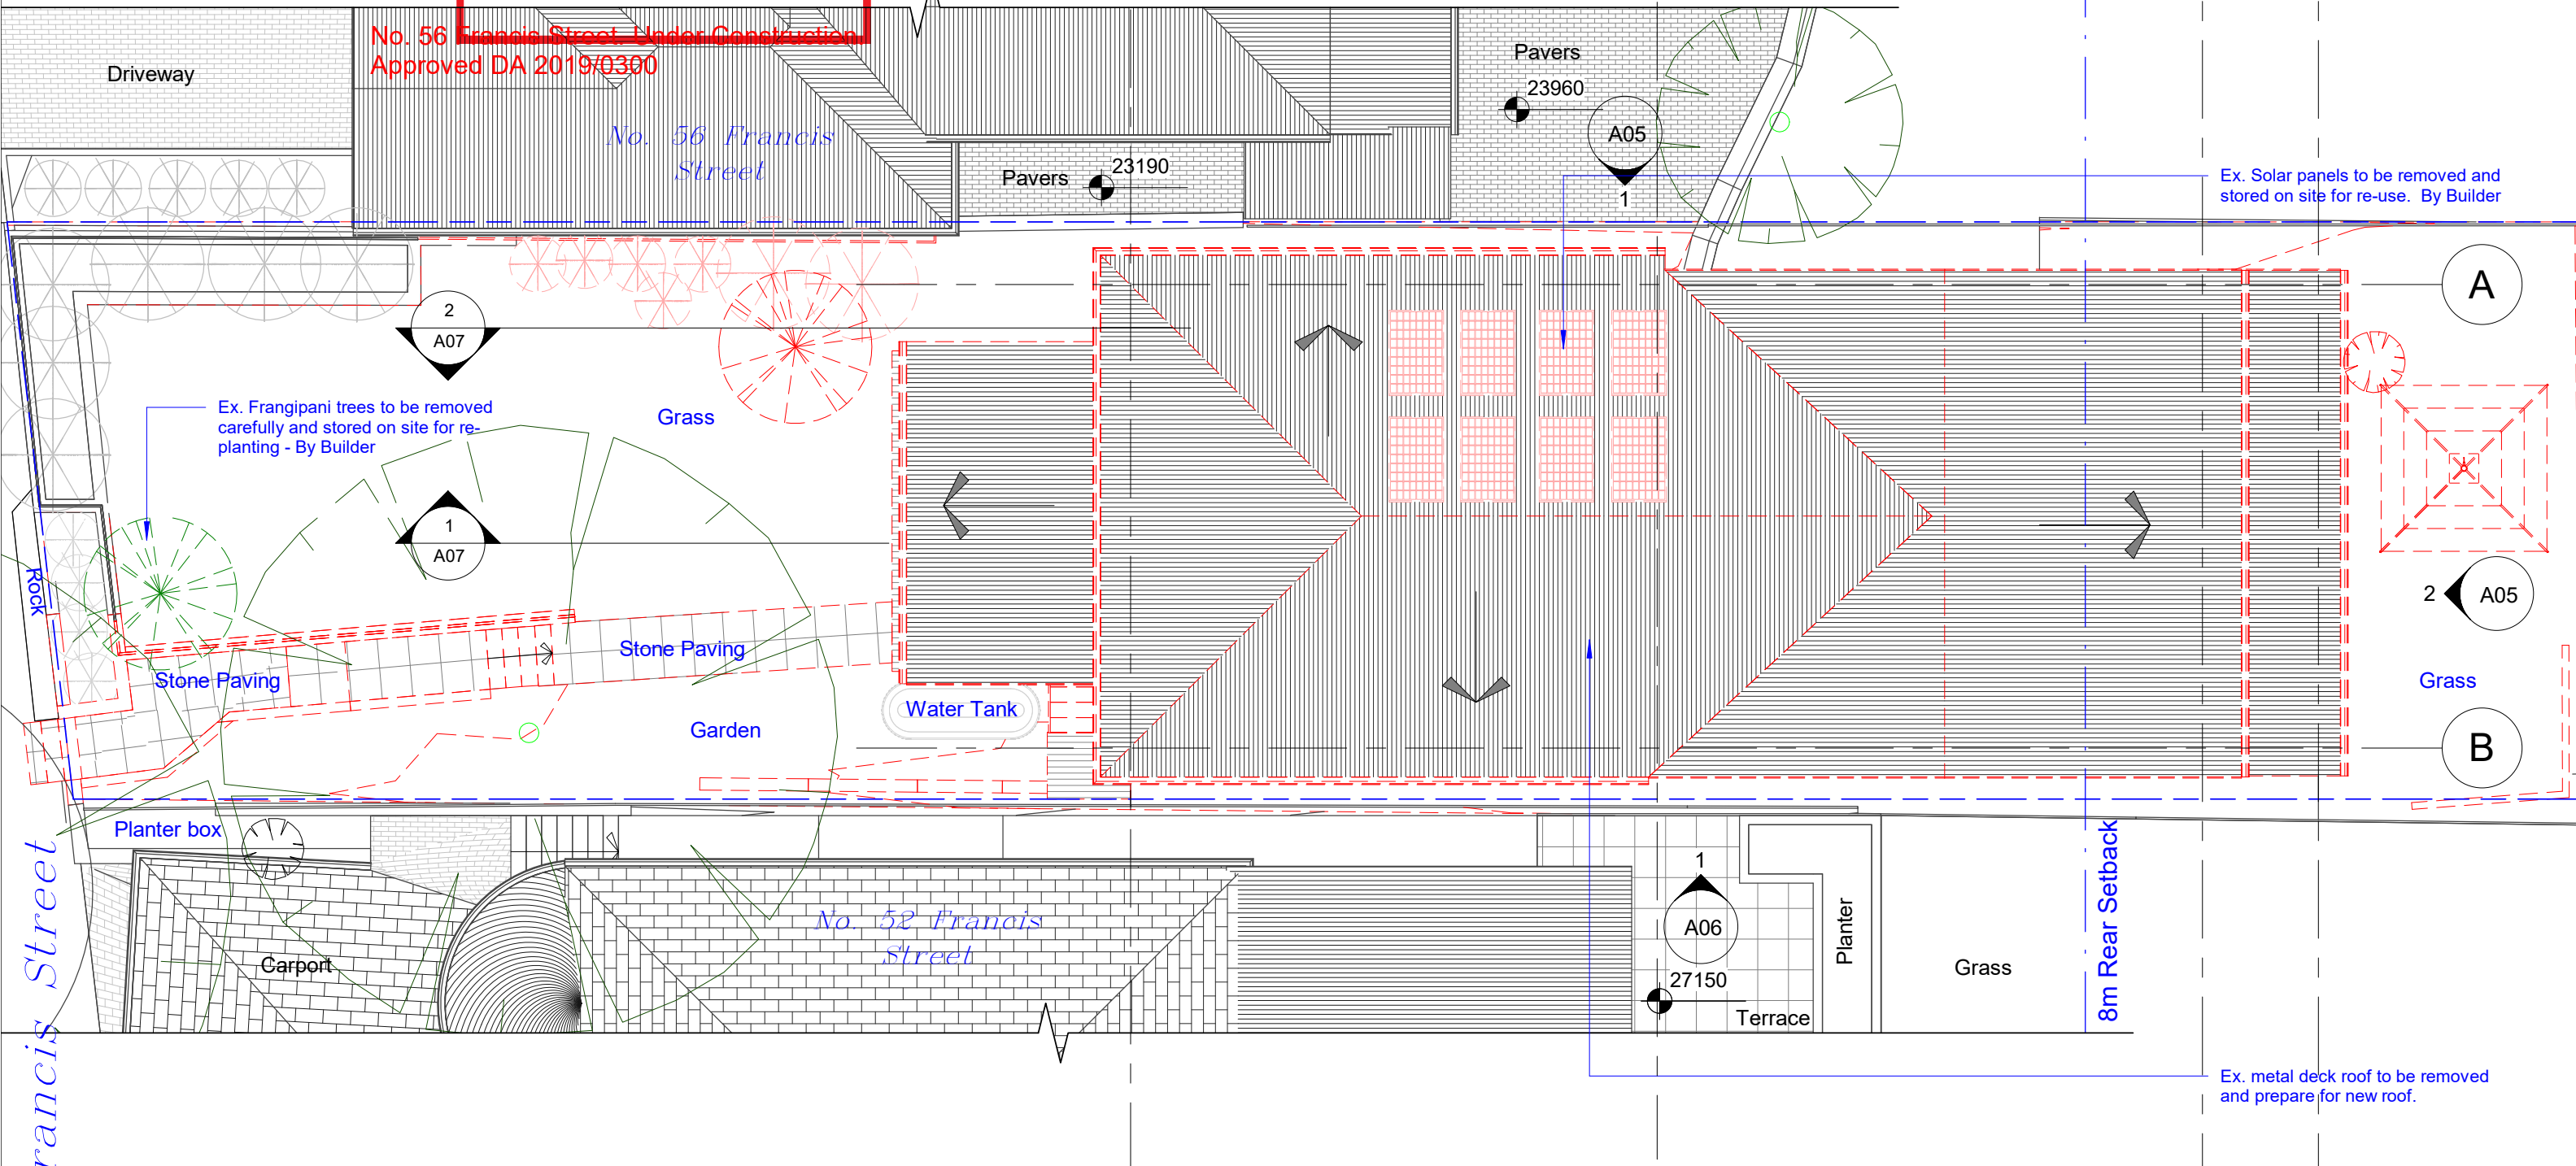 No. 56 Francis Street. Under Construction
Approved DA 2019/0300
Driveway
No. 56 Francis
Street
Pavers
23190
Pavers
23960
A05
1
Ex. Solar panels to be removed and
stored on site for re-use. By Builder
A
2
A07
Ex. Frangipani trees to be removed
carefully and stored on site for re-
planting - By Builder
Grass
1
A07
Rock
Stone Paving
Stone Paving
Water Tank
Garden
2
A05
Grass
B
Planter box
Carport
No. 52 Francis
Street
1
A06
27150
Terrace
Planter
Grass
8m Rear Setback
rancis Street
Ex. metal deck roof to be removed
and prepare for new roof.